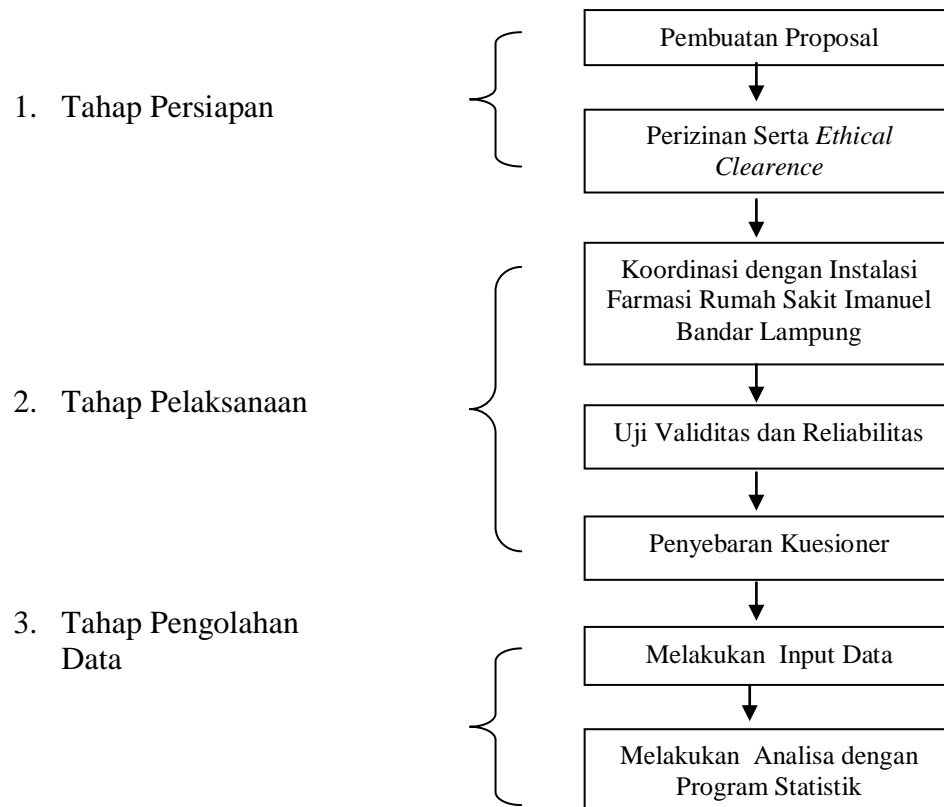 Pembuatan Proposal
1. Tahap Persiapan
Perizinan Serta Ethical
Clearence
Koordinasi dengan Instalasi
Farmasi Rumah Sakit Imanuel
Bandar Lampung
2. Tahap Pelaksanaan
Uji Validitas dan Reliabilitas
Penyebaran Kuesioner
3. Tahap Pengolahan
Data
Melakukan Input Data
Melakukan Analisa dengan
Program Statistik